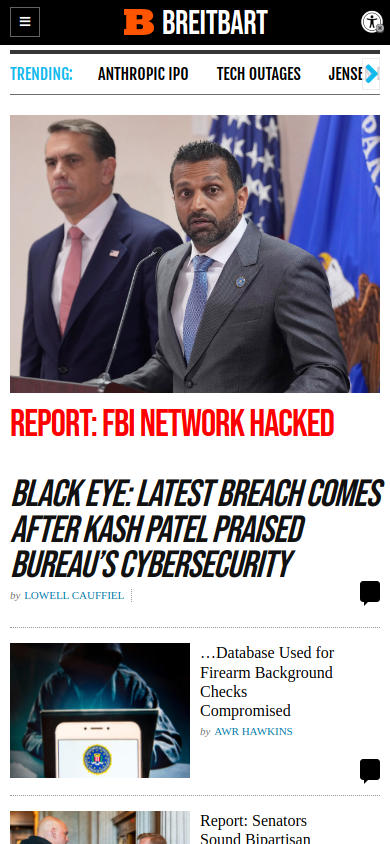 BREITBART
TRENDING: ANTHROPIC IPO TECH OUTAGES JENSE
REPORT: FBI NETWORK HACKED
BLACK EYE: LATEST BREACH COMES
AFTER KASH PATEL PRAISED
BUREAU’S CYBERSECURITY
by LOWELL CAUFFIEL
…Database Used for
Firearm Background
Checks
Compromised
by AWR HAWKINS
Report: Senators
Sound Bipartisan